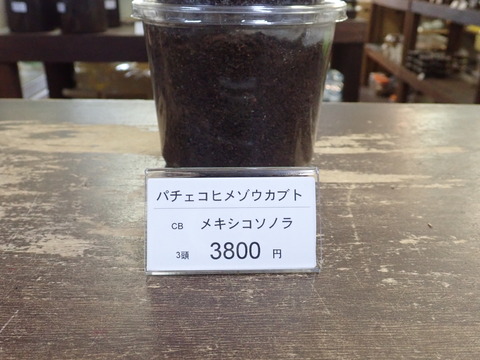 パチェコヒメゾウカブト
CB メキシコソノラ
3頭 3800 円